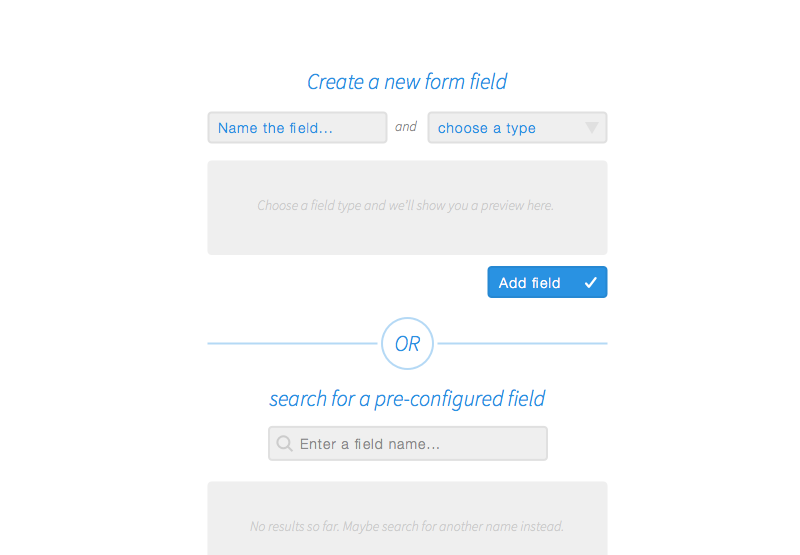 Create a new form field
Name the field... and choose a type
Choose a field type and we'll show you a preview here.
Add field
OR
search for a pre-configured field
Enter a field name...
No results so far. Maybe search for another name instead.